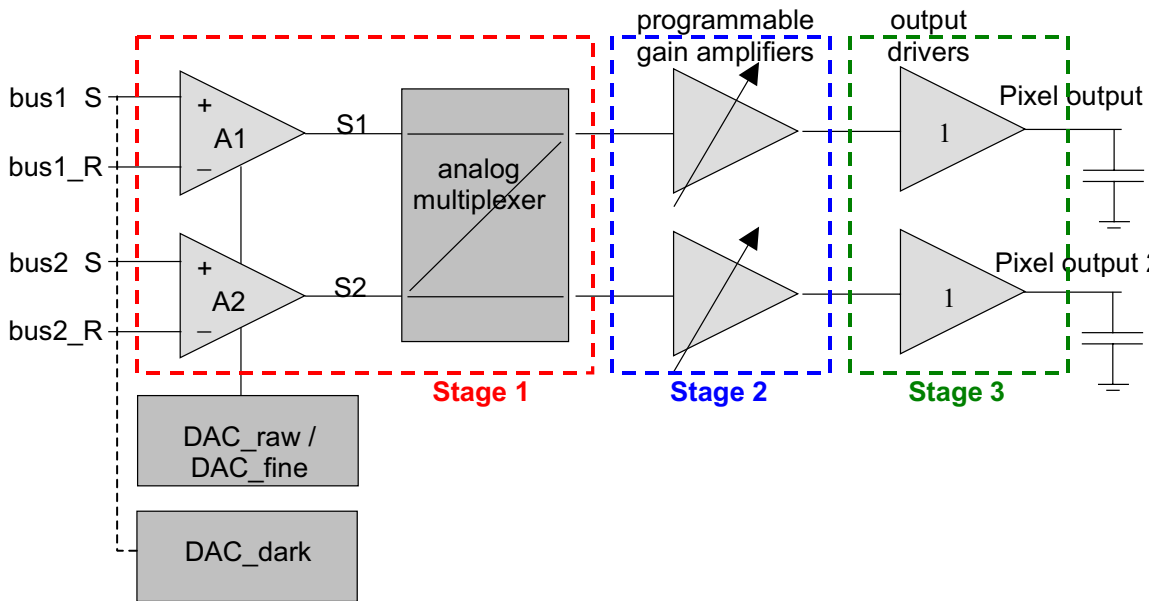 programmable
gain amplifiers
output
drivers
bus1 S
+
A1
–
bus1_R
S1
analog
multiplexer
1
Pixel output
bus2 S
+
A2
–
bus2_R
S2
1
Pixel output 2
Stage 1
Stage 2
Stage 3
DAC_raw /
DAC_fine
DAC_dark